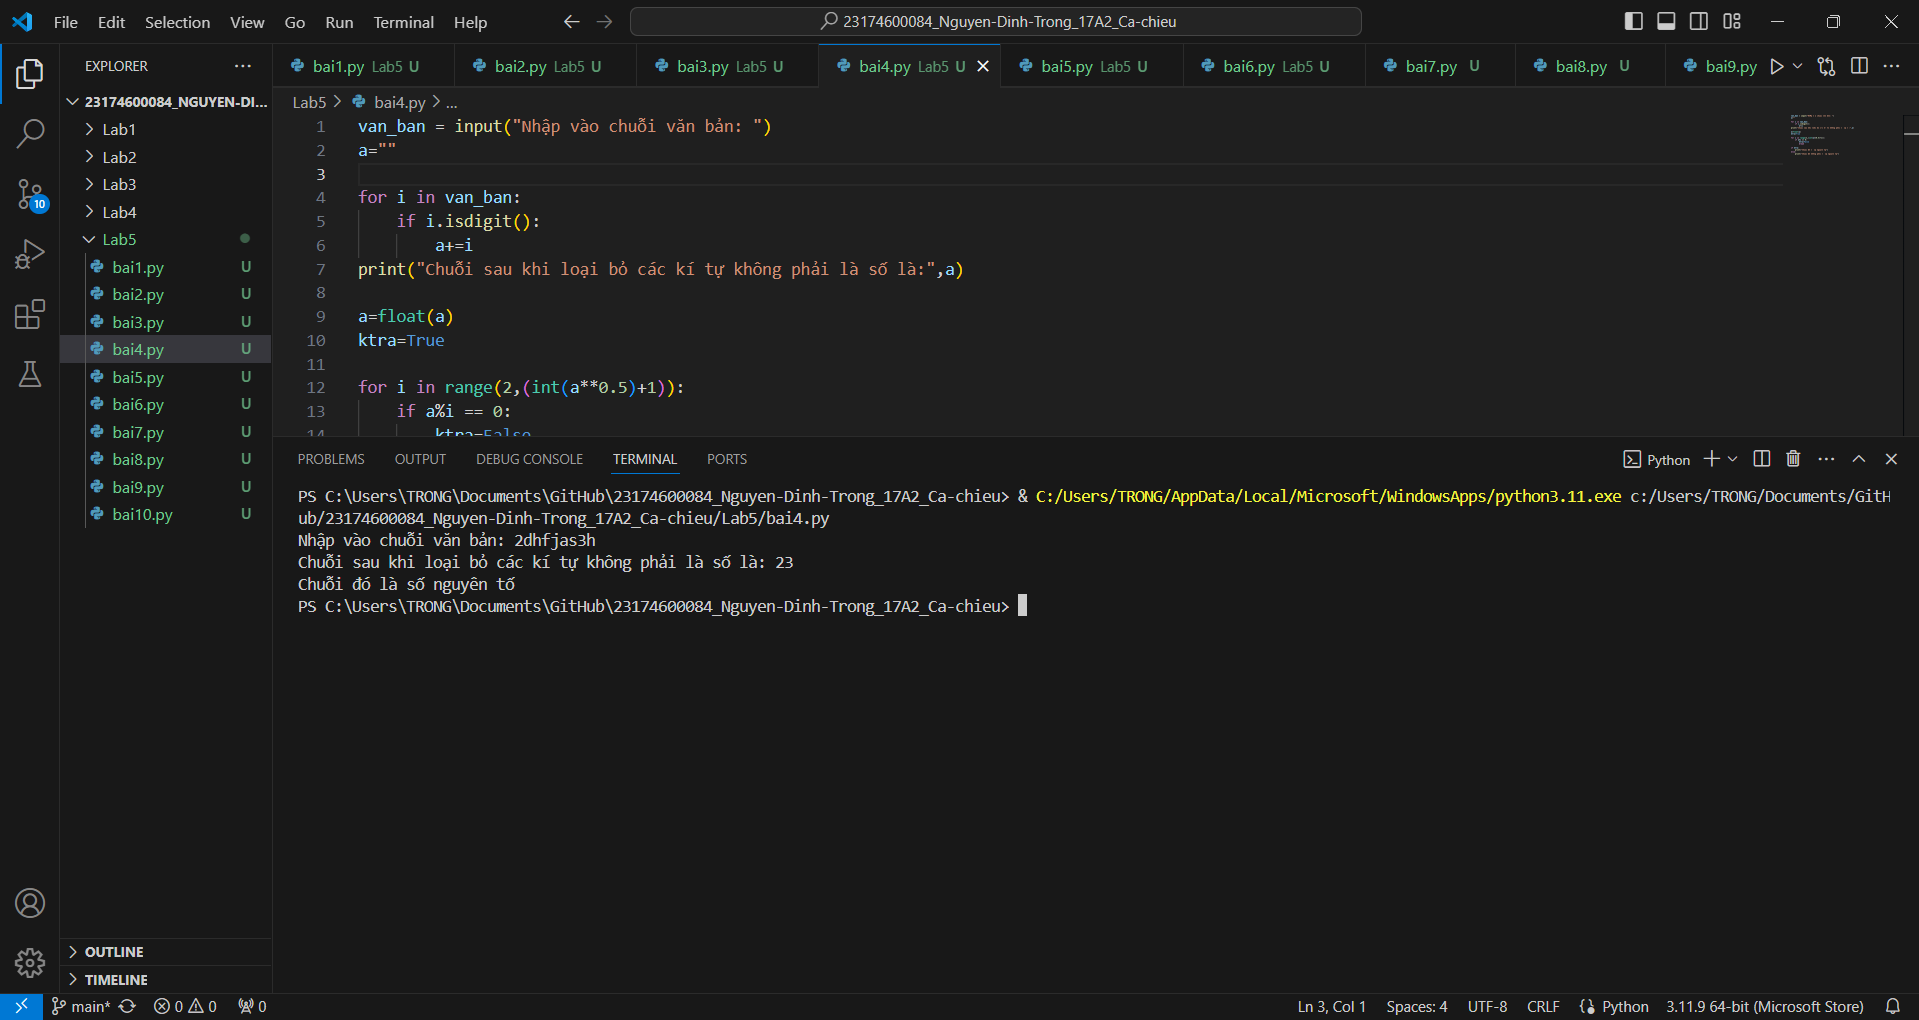 File Edit Selection View Go Run Terminal Help
23174600084_Nguyen-Dinh-Trong_17A2_Ca-chieu
EXPLORER
23174600084_NGUYEN-DI...
Lab1
Lab2
Lab3
Lab4
Lab5
bai1.py U
bai2.py U
bai3.py U
bai4.py U
bai5.py U
bai6.py U
bai7.py U
bai8.py U
bai9.py U
bai10.py U
OUTLINE
TIMELINE
10
bai1.py Lab5 U bai2.py Lab5 U bai3.py Lab5 U bai4.py Lab5 U bai5.py Lab5 U bai6.py Lab5 U bai7.py U bai8.py U bai9.py
Lab5 > bai4.py > ...
1 van_ban = input("Nhập vào chuỗi văn bản: ")
2 a=""
3
4 for i in van_ban:
5 if i.isdigit():
6 a+=i
7 print("Chuỗi sau khi loại bỏ các kí tự không phải là số là:",a)
8
9 a=float(a)
10 ktra=True
11
12 for i in range(2,(int(a**0.5)+1)):
13 if a%i == 0:
14 ktra=False
PROBLEMS OUTPUT DEBUG CONSOLE TERMINAL PORTS
Python
PS C:\Users\TRONG\Documents\GitHub\23174600084_Nguyen-Dinh-Trong_17A2_Ca-chieu> & C:/Users/TRONG/AppData/Local/Microsoft/WindowsApps/python3.11.exe c:/Users/TRONG/Documents/GitH
ub/23174600084_Nguyen-Dinh-Trong_17A2_Ca-chieu/Lab5/bai4.py
Nhập vào chuỗi văn bản: 2dhfjas3h
Chuỗi sau khi loại bỏ các kí tự không phải là số là: 23
Chuỗi đó là số nguyên tố
PS C:\Users\TRONG\Documents\GitHub\23174600084_Nguyen-Dinh-Trong_17A2_Ca-chieu>
main* 0 0 0 Ln 3, Col 1 Spaces: 4 UTF-8 CRLF Python 3.11.9 64-bit (Microsoft Store)